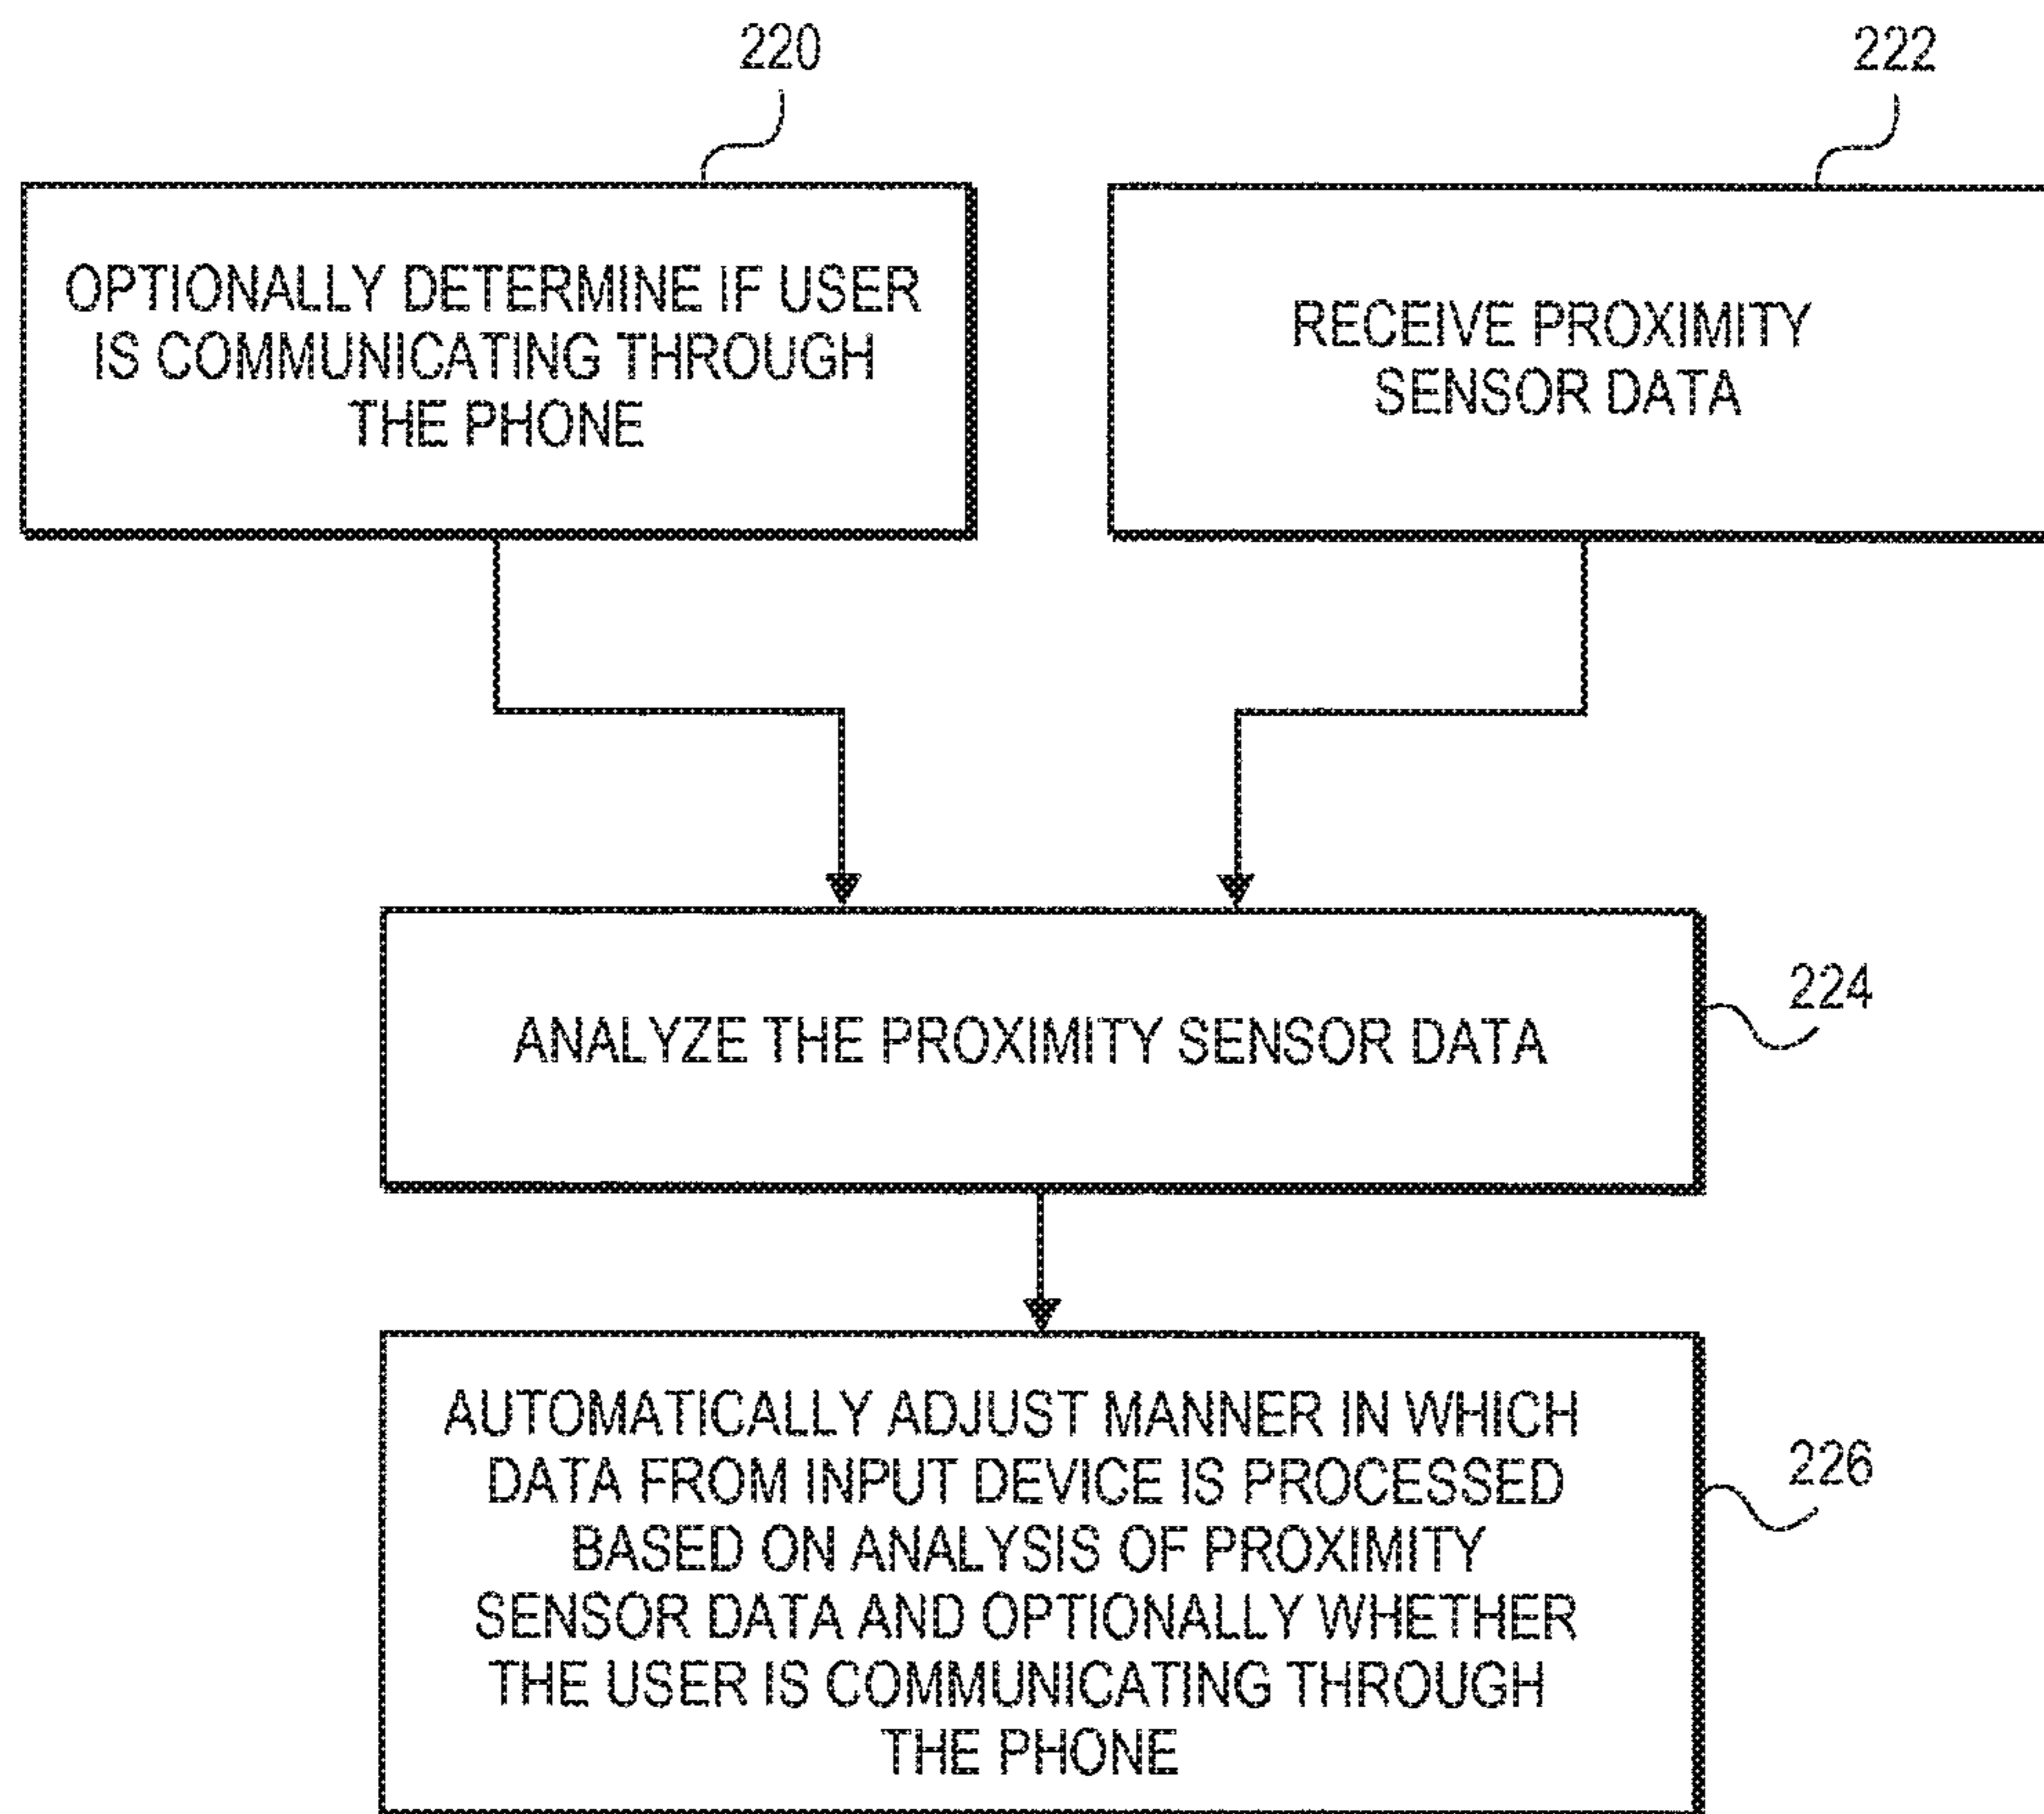 220
222
OPTIONALLY DETERMINE IF USER
IS COMMUNICATING THROUGH
THE PHONE
RECEIVE PROXIMITY
SENSOR DATA
224
ANALYZE THE PROXIMITY SENSOR DATA
226
AUTOMATICALLY ADJUST MANNER IN WHICH
DATA FROM INPUT DEVICE IS PROCESSED
BASED ON ANALYSIS OF PROXIMITY
SENSOR DATA AND OPTIONALLY WHETHER
THE USER IS COMMUNICATING THROUGH
THE PHONE